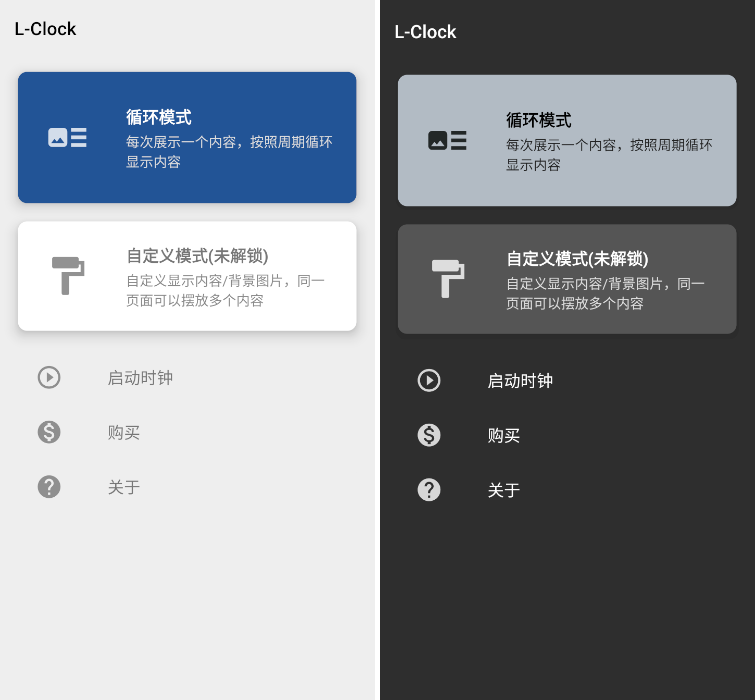 L-Clock
循环模式
每次展示一个内容，按照周期循环
显示内容
自定义模式(未解锁)
自定义显示内容/背景图片，同一
页面可以摆放多个内容
启动时钟
购买
关于
L-Clock
循环模式
每次展示一个内容，按照周期循环
显示内容
自定义模式(未解锁)
自定义显示内容/背景图片，同一
页面可以摆放多个内容
启动时钟
购买
关于